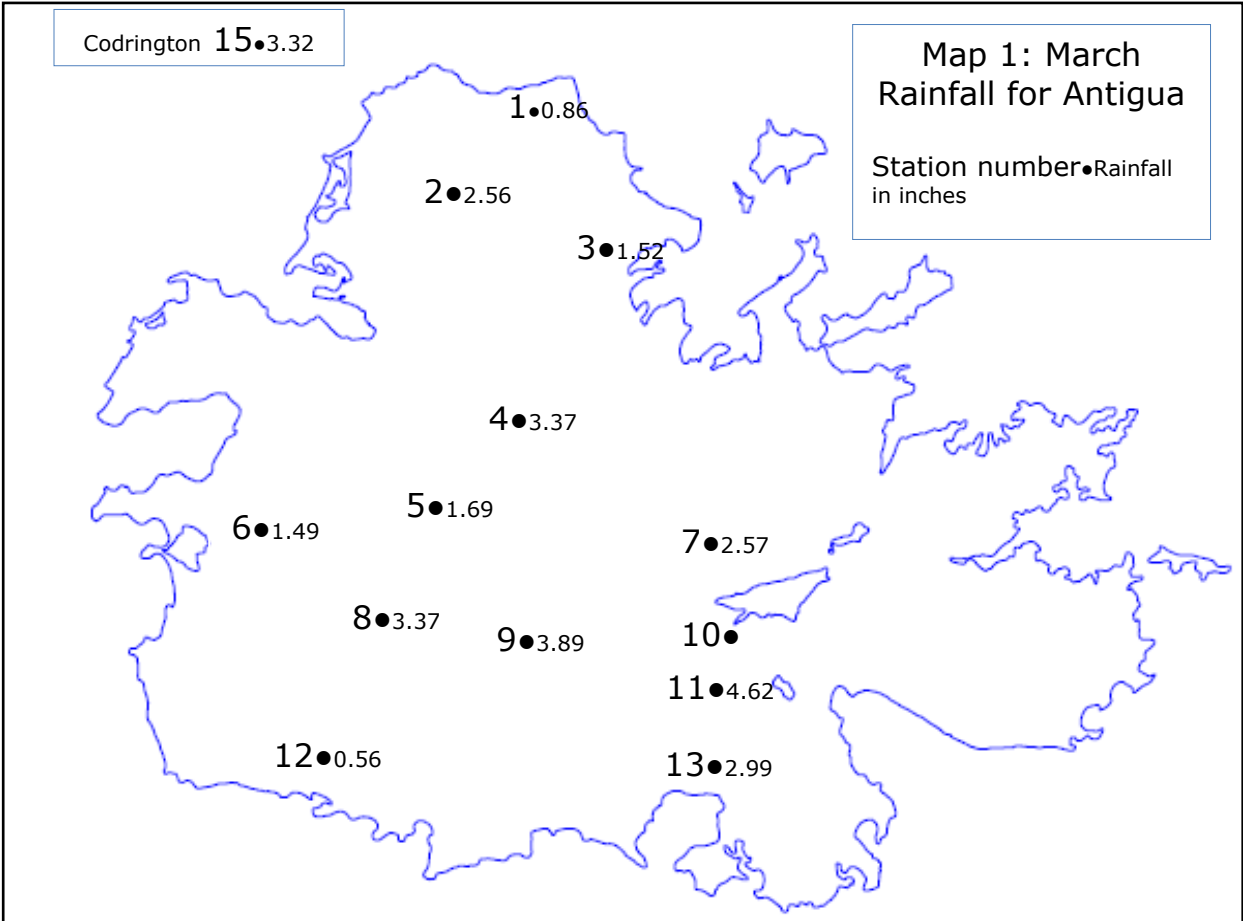 Codrington 15●3.32
Map 1: March
Rainfall for Antigua
Station number●Rainfall
in inches
1●0.86
2●2.56
3●1.52
4●3.37
5●1.69
6●1.49
7●2.57
8●3.37
9●3.89
10●
11●4.62
12●0.56
13●2.99